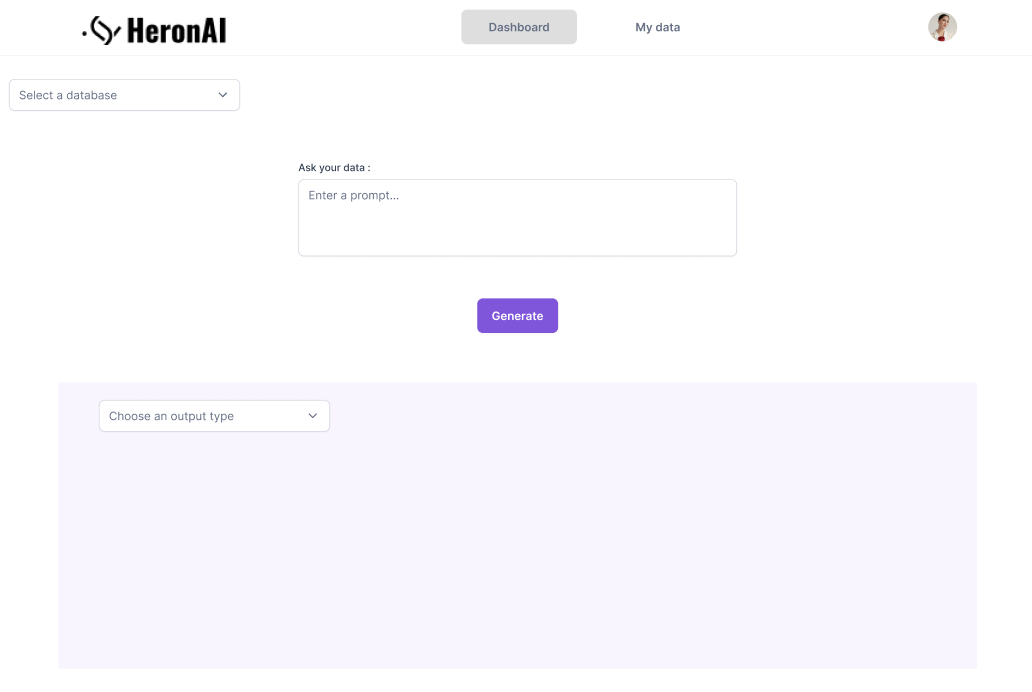 HeronAI
Dashboard
My data
Select a database
Ask your data :
Enter a prompt...
Generate
Choose an output type